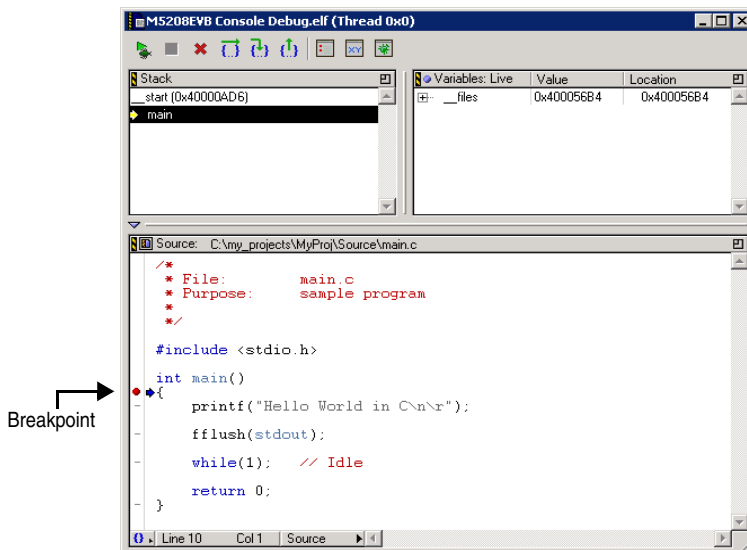 M5208EVB Console Debug.elf (Thread 0x0)
Stack
__start (0x40000AD6)
main
Variables: Live Value Location
__files 0x400056B4 0x400056B4
Source: C:\my_projects\MyProj\Source\main.c
/*
* File: main.c
* Purpose: sample program
*
*/
#include <stdio.h>
int main()
{
printf("Hello World in C\n\r");
fflush(stdout);
while(1); // Idle
return 0;
}
Breakpoint
Line 10 Col 1 Source